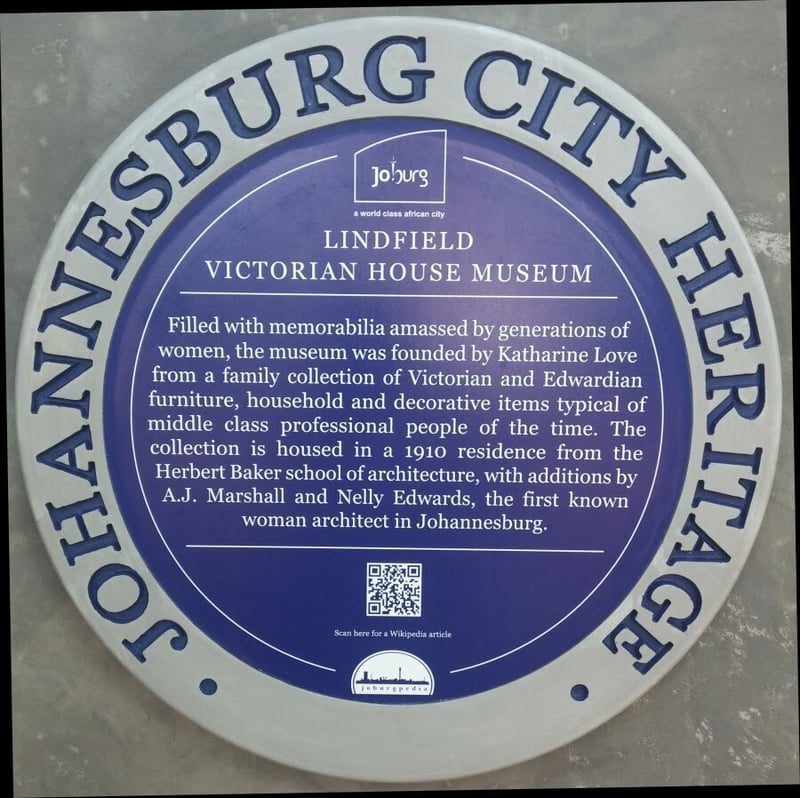 JOHANNESBURG CITY HERITAGE
Joburg
a world class african city
LINDFIELD
VICTORIAN HOUSE MUSEUM
Filled with memorabilia amassed by generations of
women, the museum was founded by Katharine Love
from a family collection of Victorian and Edwardian
furniture, household and decorative items typical of
middle class professional people of the time. The
collection is housed in a 1910 residence from the
Herbert Baker school of architecture, with additions by
A.J. Marshall and Nelly Edwards, the first known
woman architect in Johannesburg.
Scan here for a Wikipedia article
joburgpedia